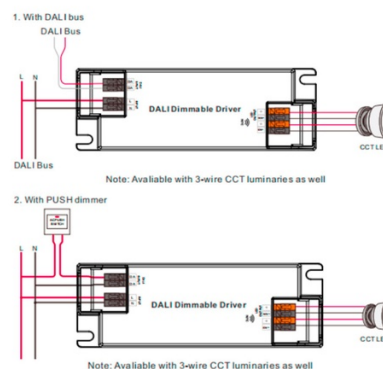 1. With DALI bus
DALI Bus
L N
DALI Dimmable Driver
CCT LE
DALI Bus
Note: Avaliable with 3-wire CCT luminaries as well
2. With PUSH dimmer
L N
DALI Dimmable Driver
CCT LE
Note: Avaliable with 3-wire CCT luminaries as well